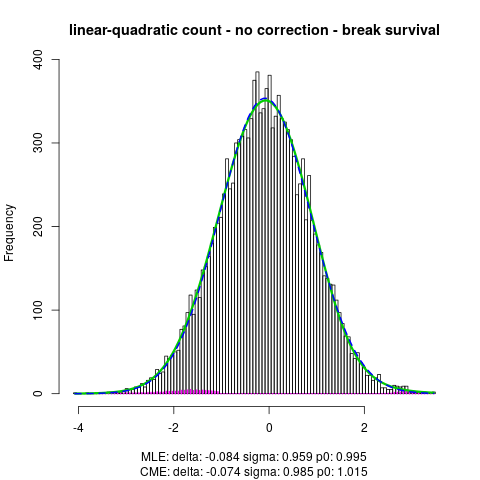 linear-quadratic count - no correction - break survival
Frequency
400
300
200
100
0
-4
-2
0
2
MLE: delta: -0.084 sigma: 0.959 p0: 0.995
CME: delta: -0.074 sigma: 0.985 p0: 1.015